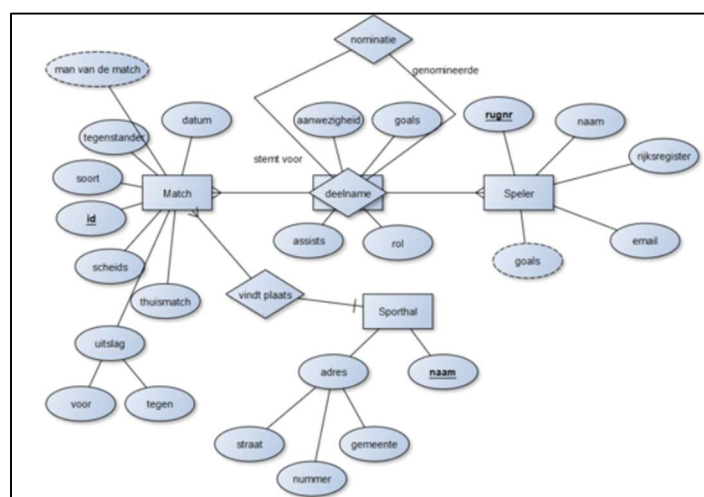 nominatie
man van de match
genomineerde
aanwezigheid
goals
rugnr
naam
datum
tegenstander
rijksregister
stemt voor
soort
Match
deelname
Speler
id
assists
rol
goals
email
scheids
thuismatch
vindt plaats
Sporthal
uitslag
adres
naam
voor
tegen
straat
gemeente
nummer